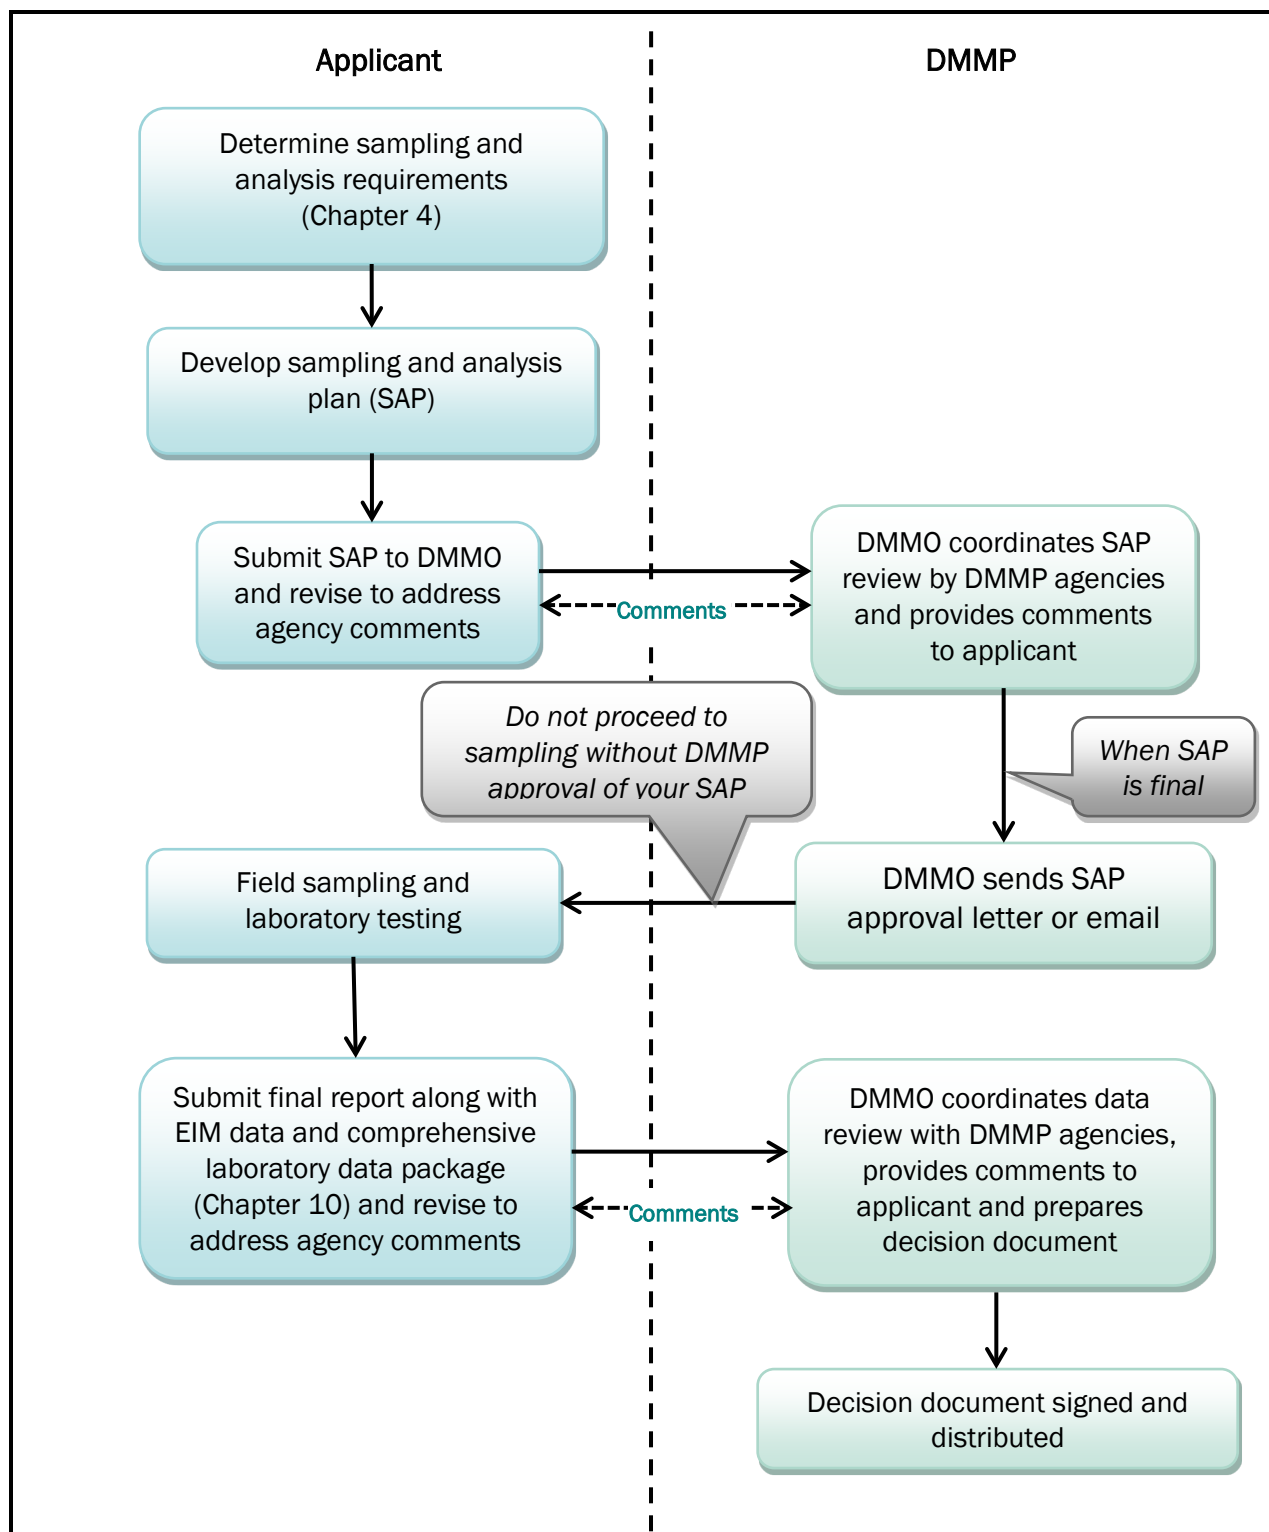 Applicant
DMMP
Determine sampling and
analysis requirements
(Chapter 4)
Develop sampling and analysis
plan (SAP)
Submit SAP to DMMO
and revise to address
agency comments
Comments
DMMO coordinates SAP
review by DMMP agencies
and provides comments
to applicant
Do not proceed to
sampling without DMMP
approval of your SAP
When SAP
is final
DMMO sends SAP
approval letter or email
Field sampling and
laboratory testing
Submit final report along with
EIM data and comprehensive
laboratory data package
(Chapter 10) and revise to
address agency comments
Comments
DMMO coordinates data
review with DMMP agencies,
provides comments to
applicant and prepares
decision document
Decision document signed and
distributed